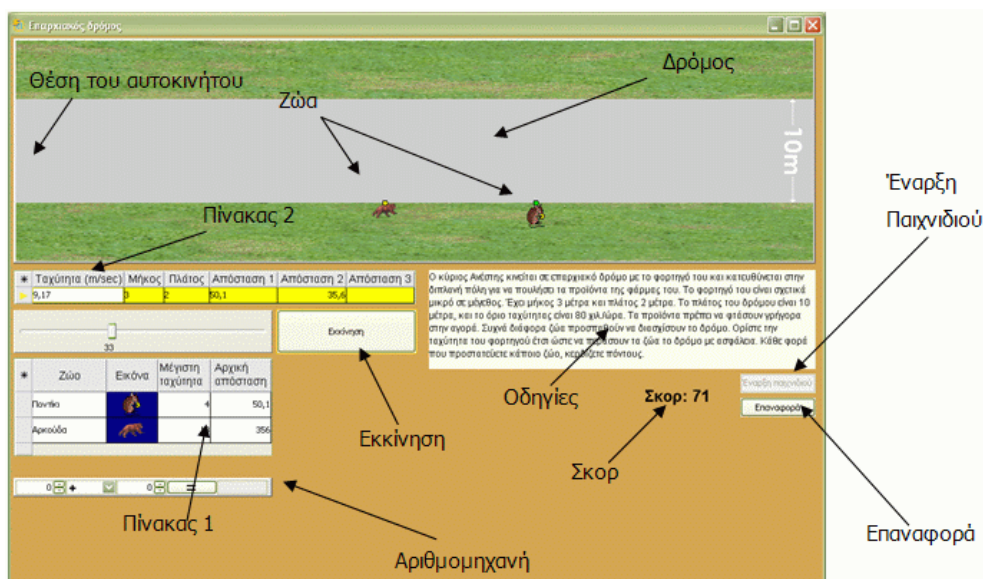 Επαρχιακός δρόμος
Θέση του αυτοκινήτου
Ζώα
Δρόμος
10m
Έναρξη
Παιχνιδιού
Πίνακας 2
Ταχύτητα (m/sec) Μήκος Πλάτος Απόσταση 1 Απόσταση 2 Απόσταση 3
9,17 3 2 50,1 35,6
33
Εκκίνηση
Ο κύριος Ανέστης κινείται σε επαρχιακό δρόμο με το φορτηγό του και κατευθύνεται στην
διπλανή πόλη για να πουλήσει τα προϊόντα της φάρμας του. Το φορτηγό του είναι σχετικά
μικρό σε μέγεθος. Έχει μήκος 3 μέτρα και πλάτος 2 μέτρα. Το πλάτος του δρόμου είναι 10
μέτρα, και το όριο ταχύτητας είναι 80 χιλ/ώρα. Τα προϊόντα πρέπει να φτάσουν γρήγορα
στην αγορά. Συχνά διάφορα ζώα προσπαθούν να διασχίσουν το δρόμο. Ορίστε την
ταχύτητα του φορτηγού έτσι ώστε να περάσουν τα ζώα το δρόμο με ασφάλεια. Κάθε φορά
που προστατεύετε κάποιο ζώο, κερδίζετε πόντους.
Ζώο Εικόνα Μέγιστη ταχύτητα Αρχική απόσταση
Ποντίκι 4 50,1
Αρκούδα 356
Οδηγίες
Σκορ: 71
Έναρξη παιχνιδιού
Επαναφορά
Εκκίνηση
Σκορ
0 + 0 =
Πίνακας 1
Αριθμομηχανή
Επαναφορά